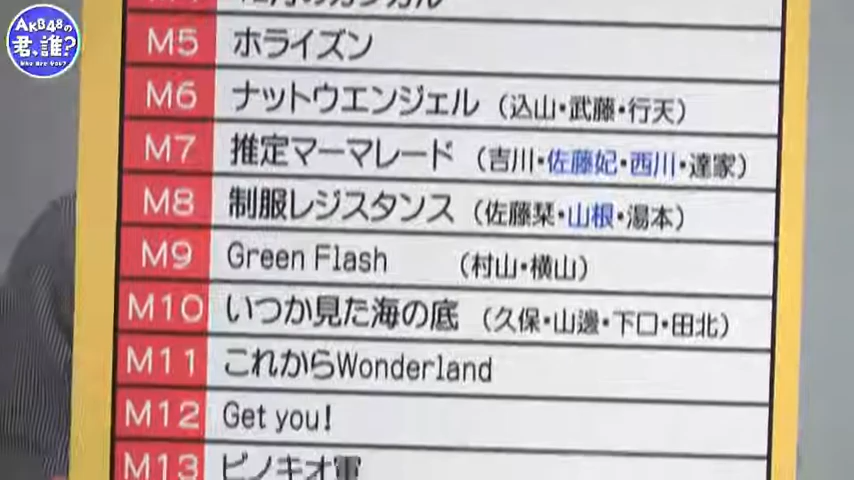 AKB48の
君、誰?
Who Are You?
M5 ホライズン
M6 ナットウエンジェル (込山・武藤・行天)
M7 推定マーマレード (吉川・佐藤妃・西川・達家)
M8 制服レジスタンス (佐藤栞・山根・湯本)
M9 Green Flash (村山・横山)
M10 いつか見た海の底 (久保・山邊・下口・田北)
M11 これからWonderland
M12 Get you!
M13 ピノキオ軍